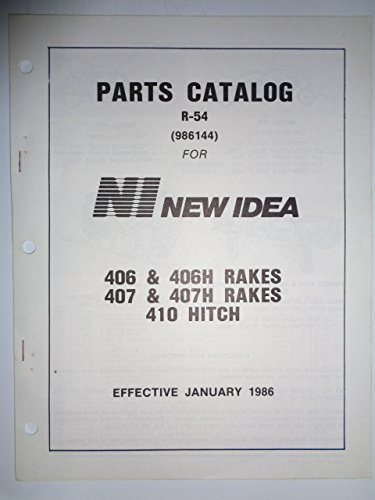 PARTS CATALOG
R-54
(986144)
FOR
NI NEW IDEA
406 & 406H RAKES
407 & 407H RAKES
410 HITCH
EFFECTIVE JANUARY 1986